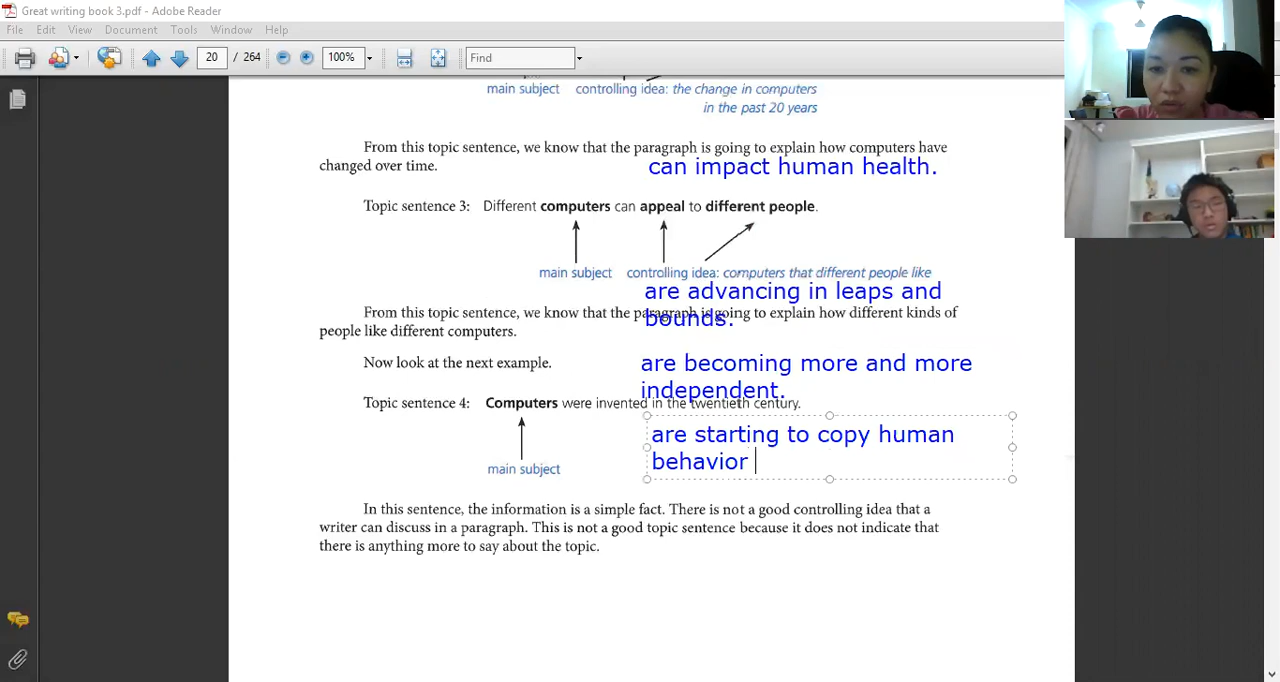 Great writing book 3.pdf - Adobe Reader
File Edit View Document Tools Window Help
20 / 264 100% Find
main subject controlling idea: the change in computers
in the past 20 years
From this topic sentence, we know that the paragraph is going to explain how computers have
changed over time.
can impact human health.
Topic sentence 3: Different computers can appeal to different people.
main subject controlling idea: computers that different people like
are advancing in leaps and
From this topic sentence, we know that the paragraph is going to explain how different kinds of
bounds.
people like different computers.
Now look at the next example.
are becoming more and more
independent.
Topic sentence 4: Computers were invented in the twentieth century.
are starting to copy human
behavior
main subject
In this sentence, the information is a simple fact. There is not a good controlling idea that a
writer can discuss in a paragraph. This is not a good topic sentence because it does not indicate that
there is anything more to say about the topic.